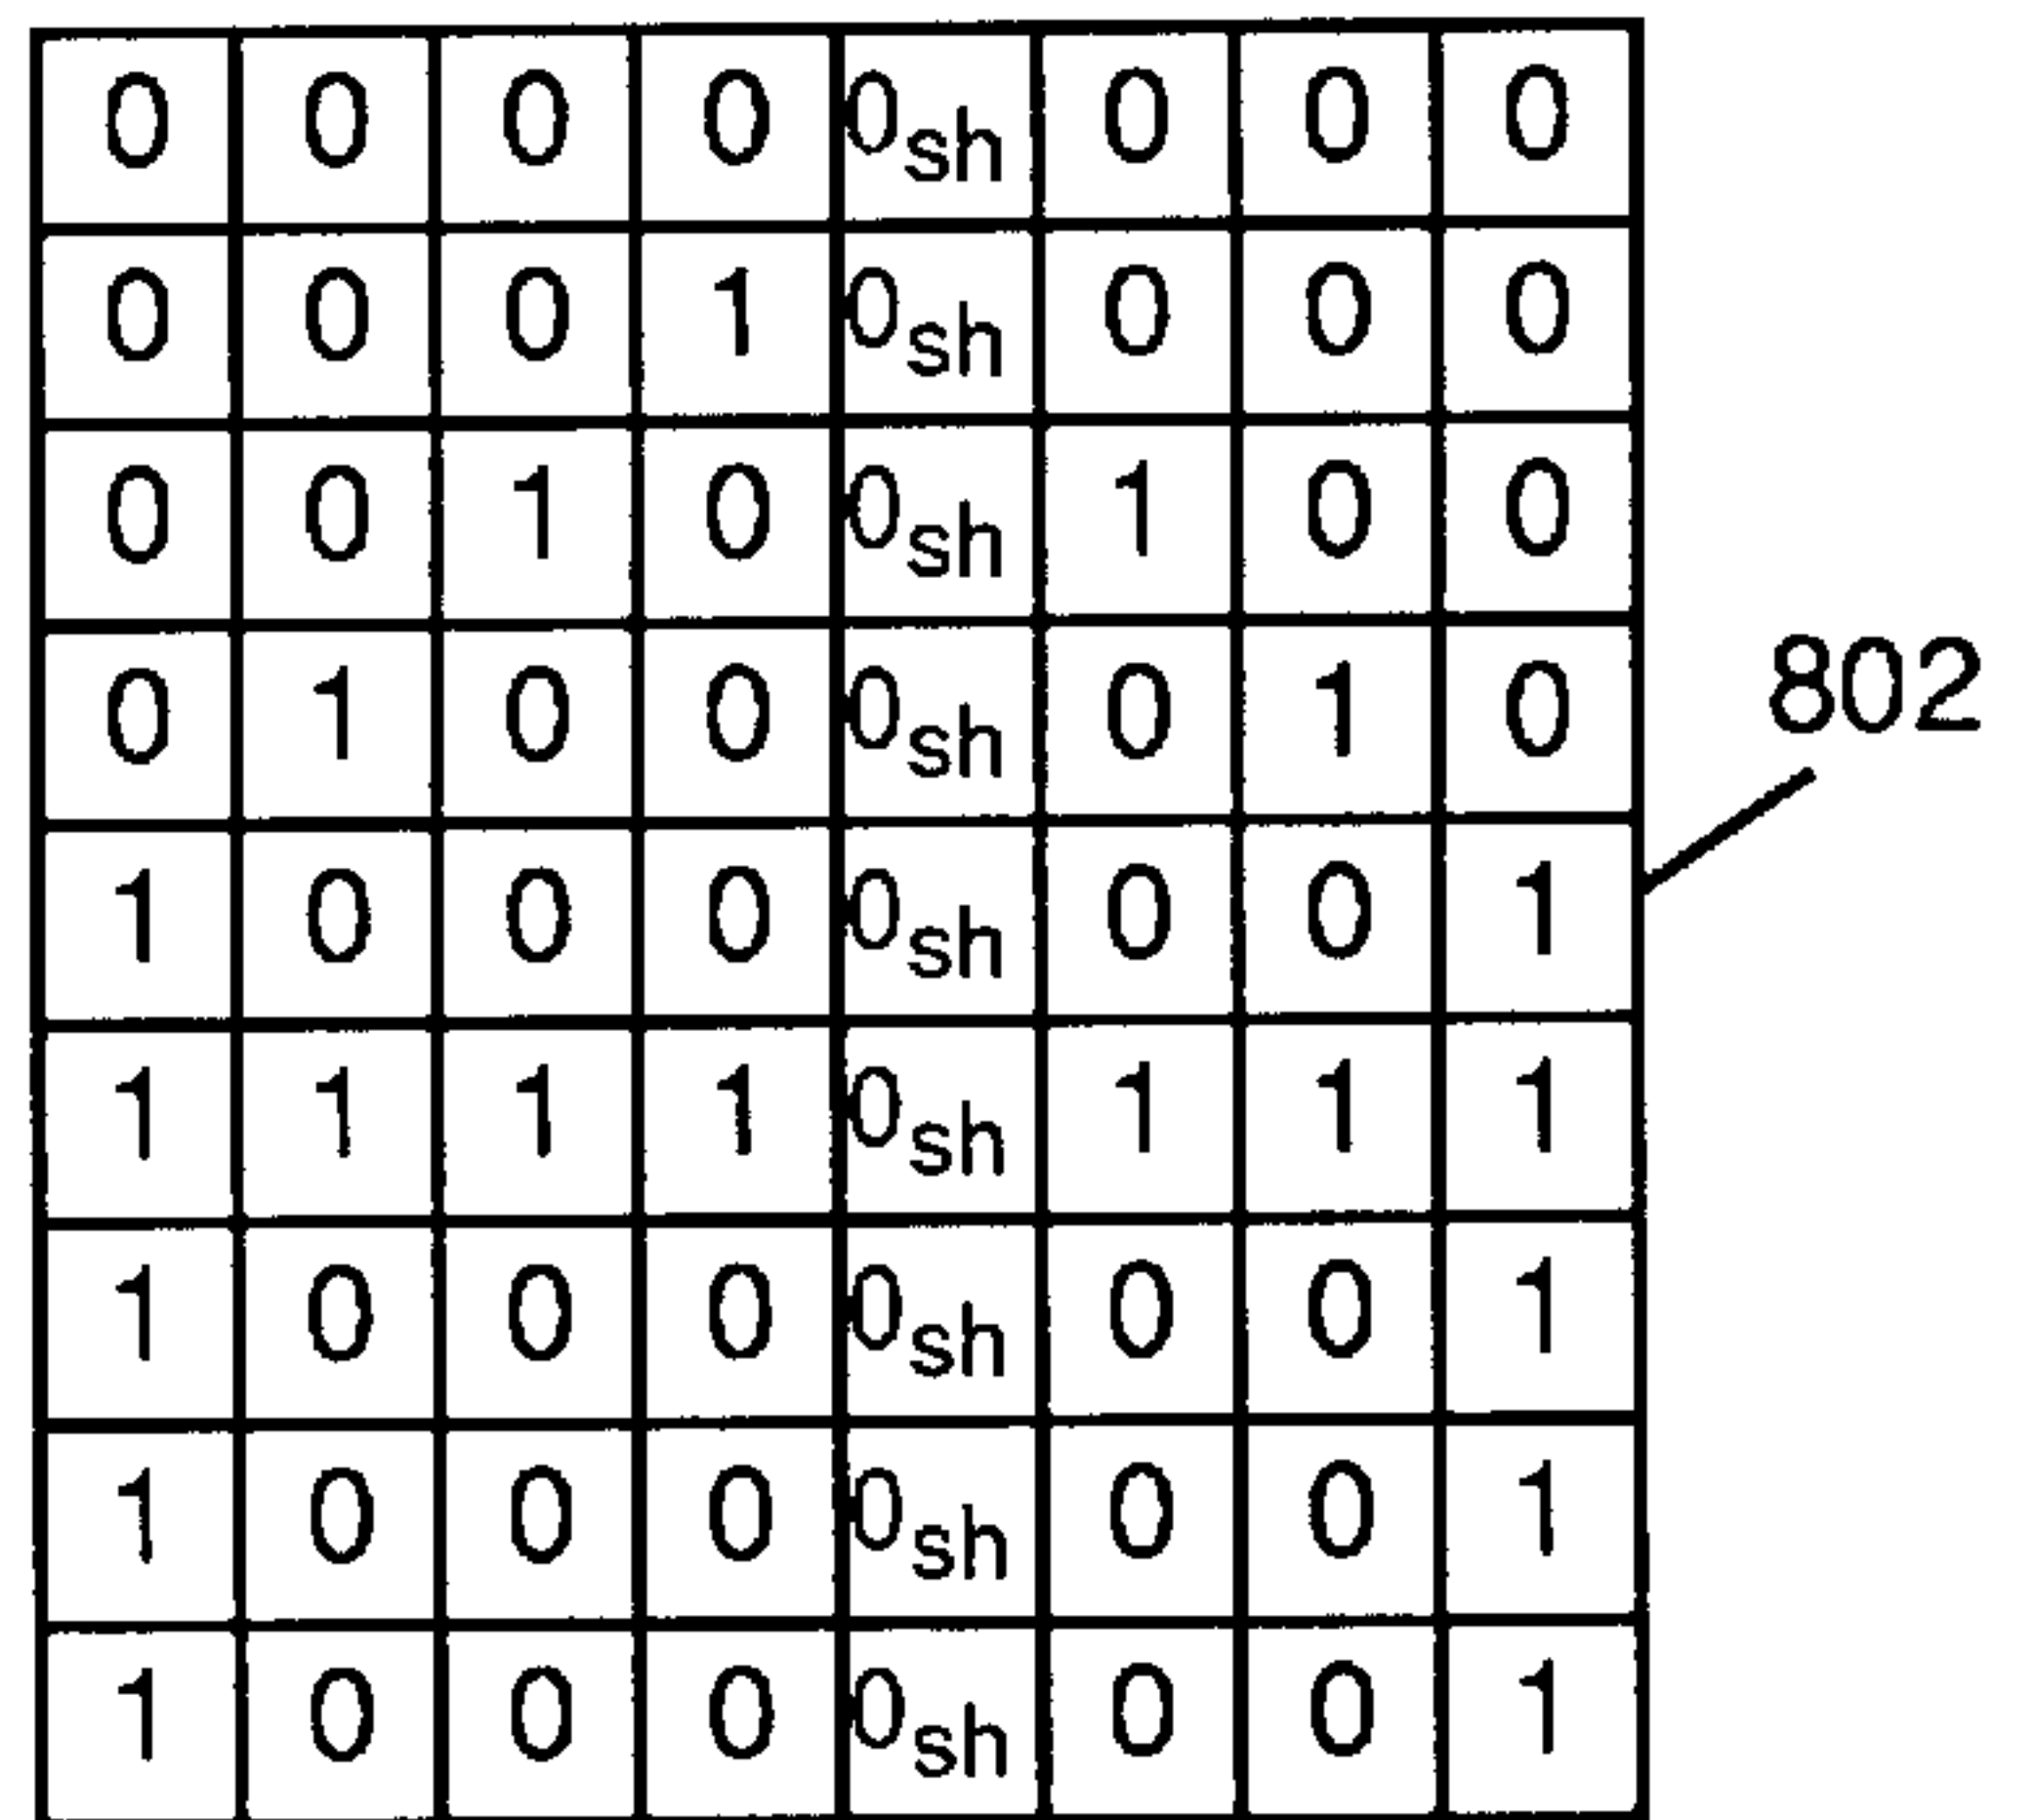 0 0 0 0 0sh 0 0 0
0 0 0 1 0sh 0 0 0
0 0 1 0 0sh 1 0 0
0 1 0 0 0sh 0 1 0
802
1 0 0 0 0sh 0 0 1
1 1 1 1 0sh 1 1 1
1 0 0 0 0sh 0 0 1
1 0 0 0 0sh 0 0 1
1 0 0 0 0sh 0 0 1